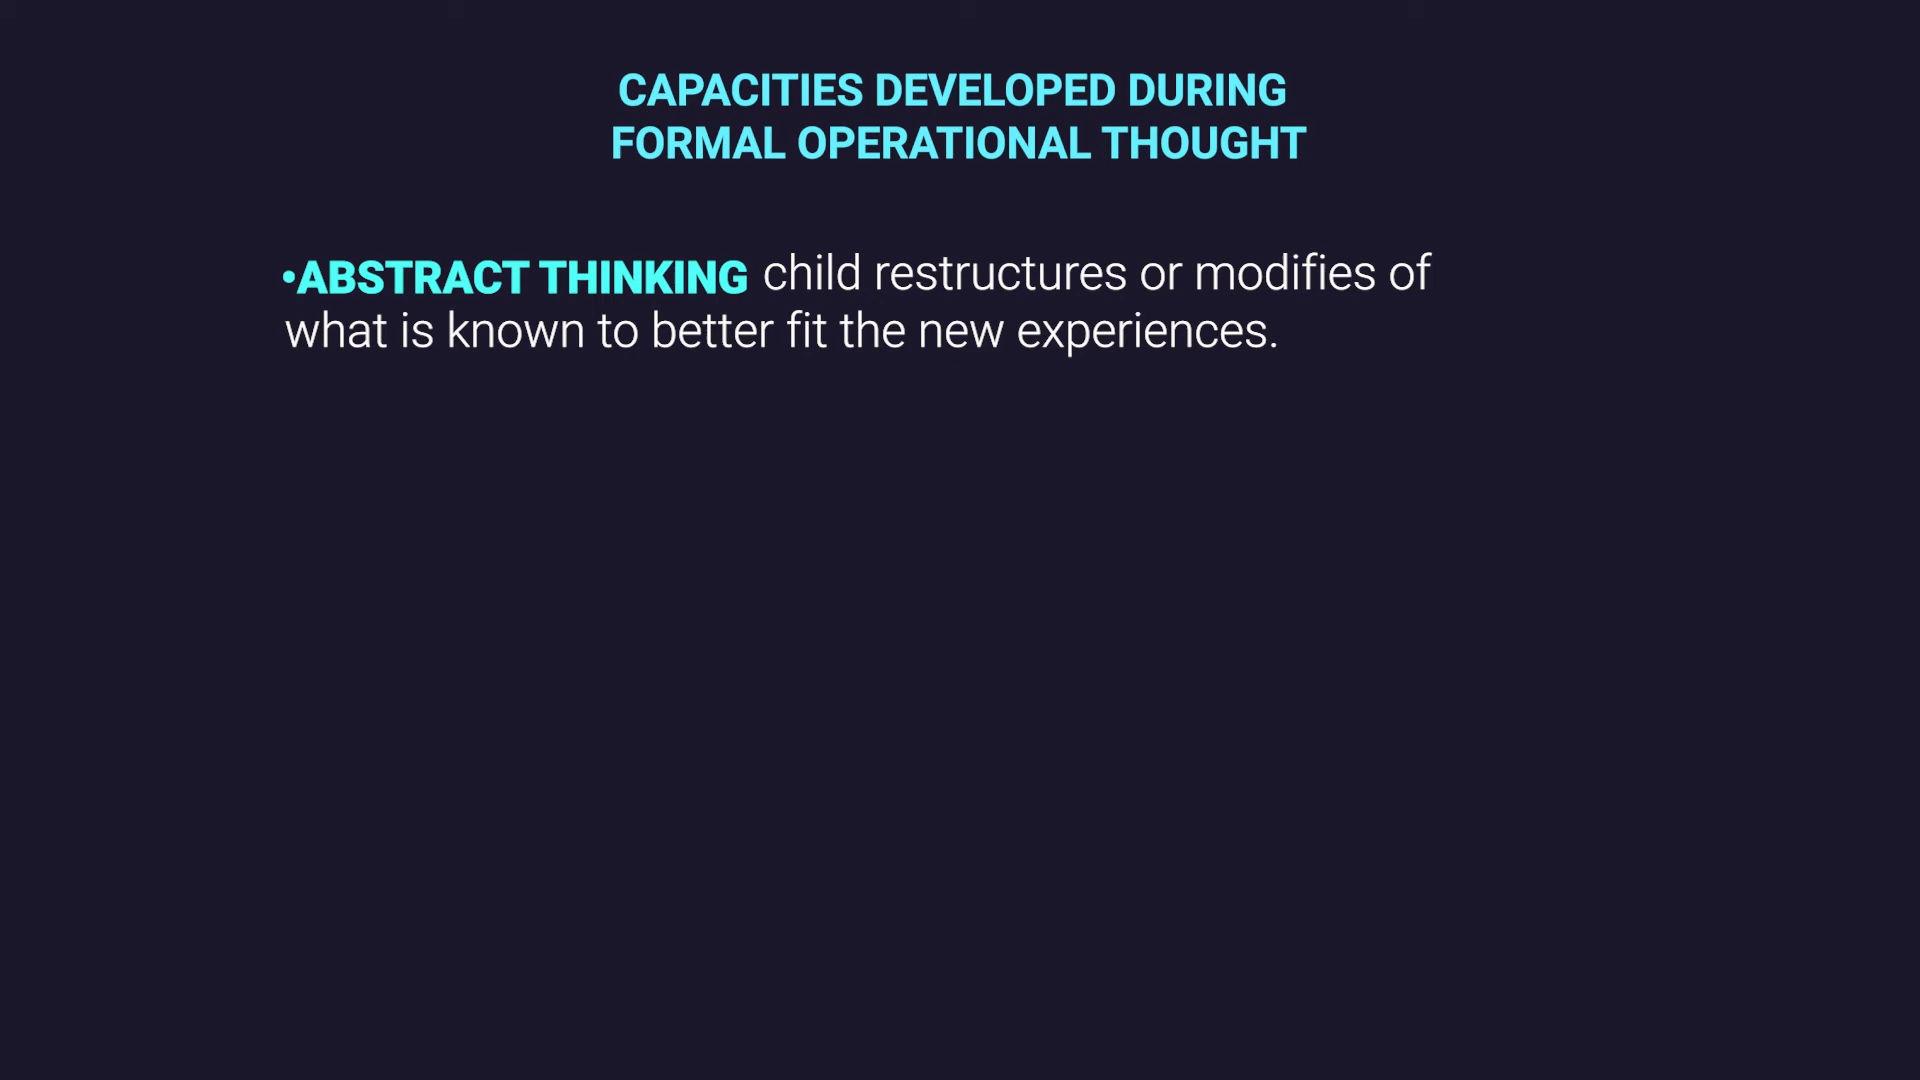 CAPACITIES DEVELOPED DURING
FORMAL OPERATIONAL THOUGHT
•ABSTRACT THINKING child restructures or modifies of
what is known to better fit the new experiences.